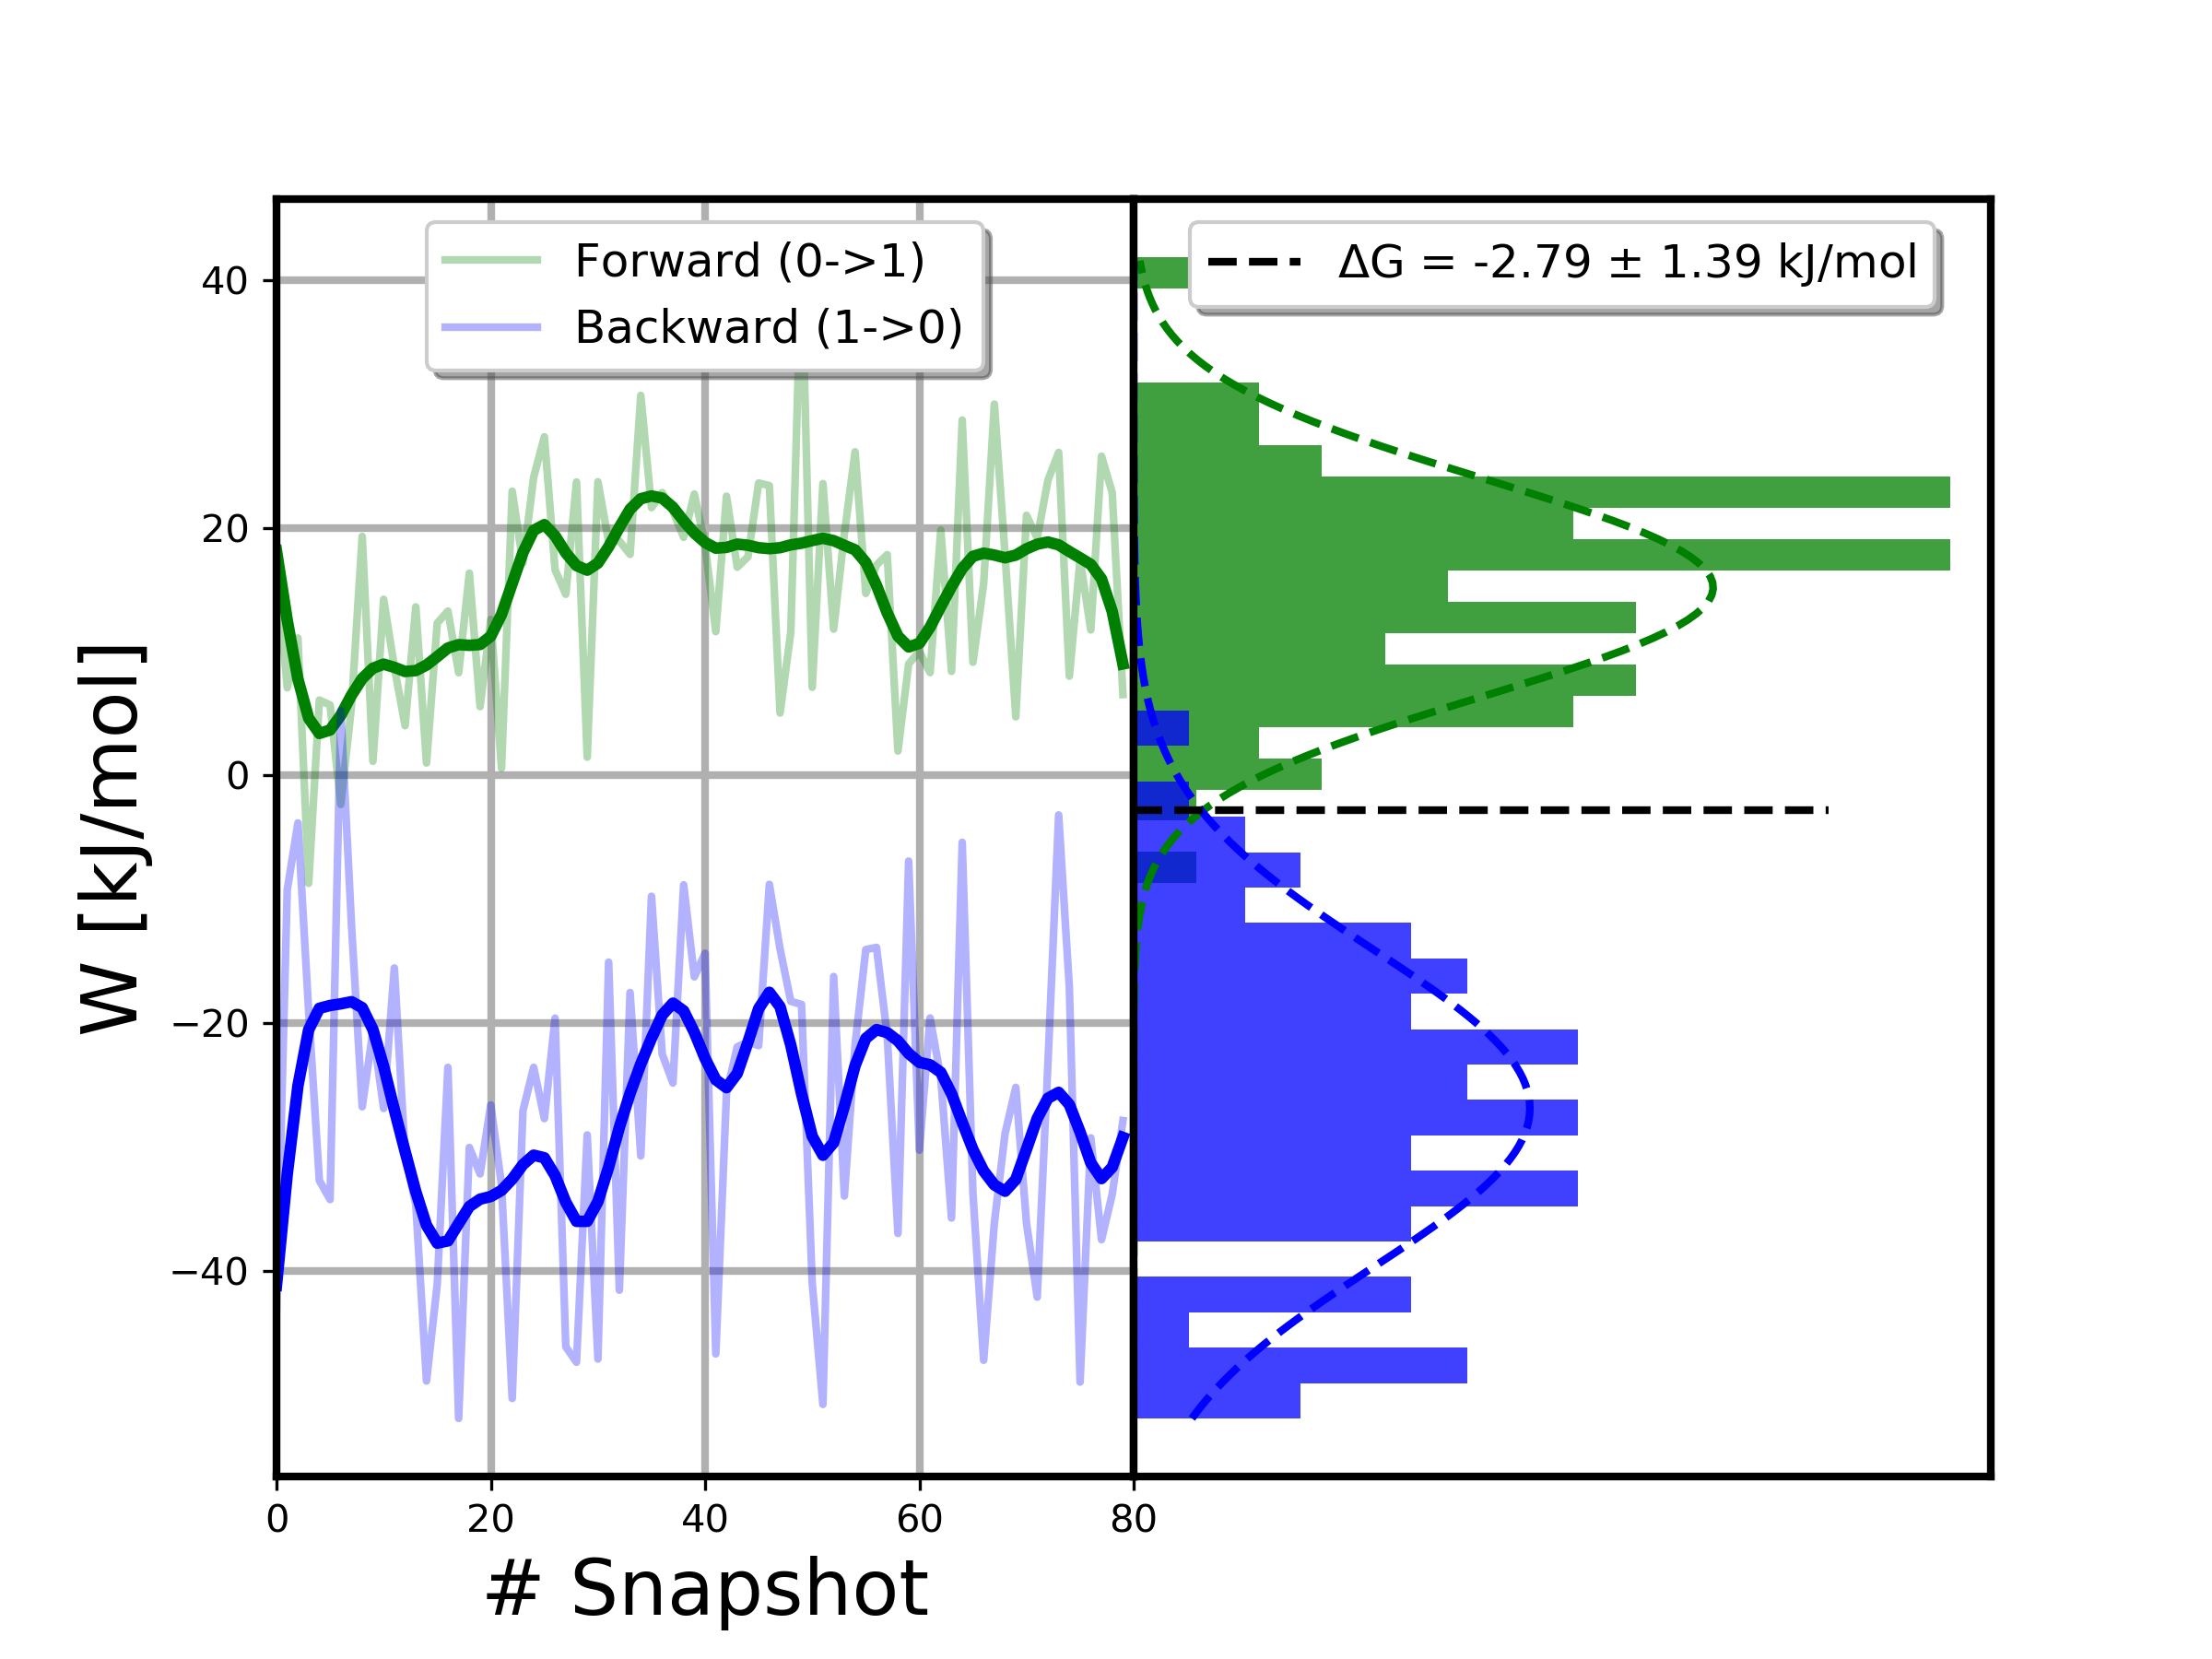 Forward (0->1)
Backward (1->0)
ΔG = -2.79 ± 1.39 kJ/mol
W [kJ/mol]
40
20
0
−20
−40
0 20 40 60 80
# Snapshot